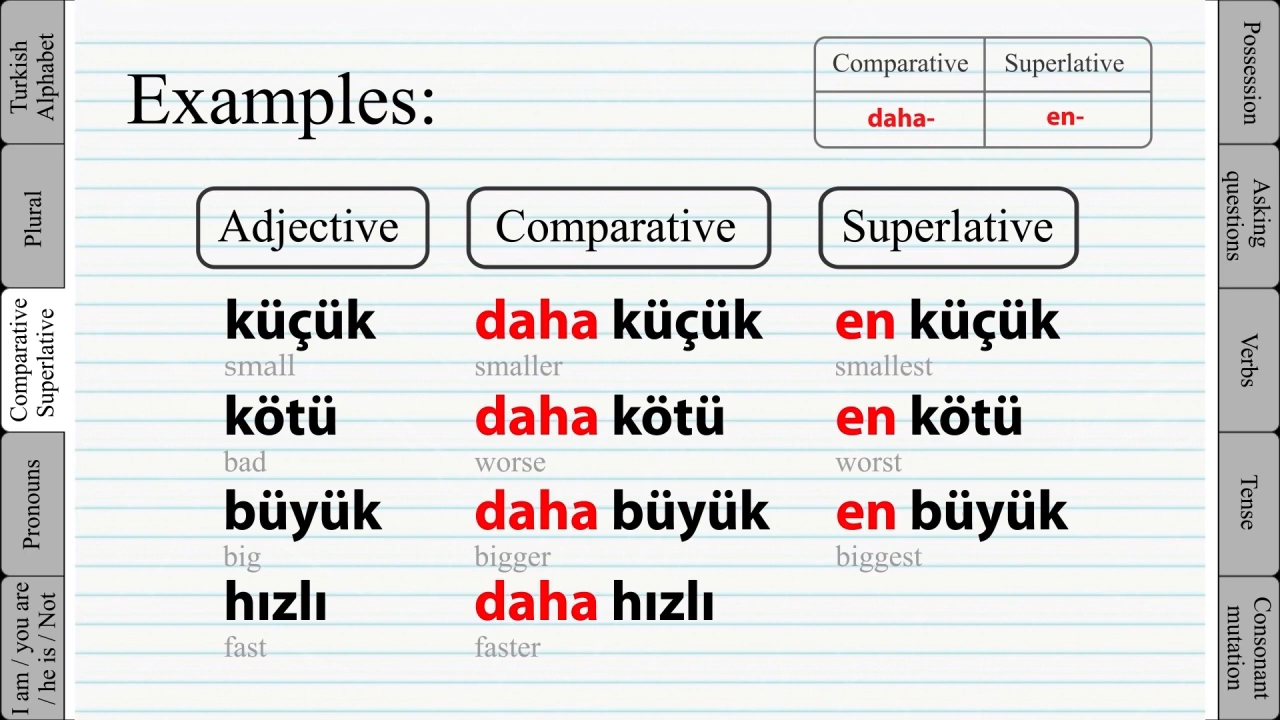 Turkish
Alphabet
Plural
Comparative
Superlative
Pronouns
I am / you are
/ he is / Not
Examples:
Comparative Superlative
daha- en-
Adjective Comparative Superlative
küçük daha küçük en küçük
small smaller smallest
kötü daha kötü en kötü
bad worse worst
büyük daha büyük en büyük
big bigger biggest
hızlı daha hızlı
fast faster
Possession
Asking
questions
Verbs
Tense
Consonant
mutation